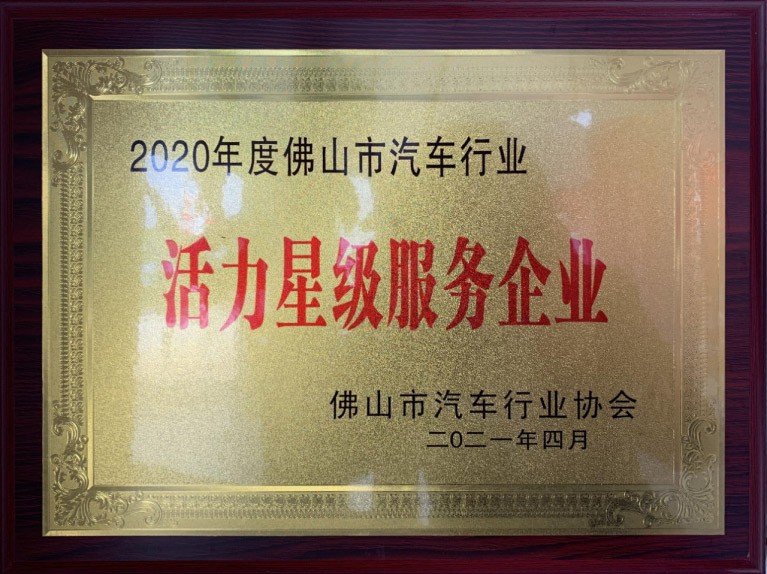 2020年度佛山市汽车行业
活力星级服务企业
佛山市汽车行业协会
二O二一年四月